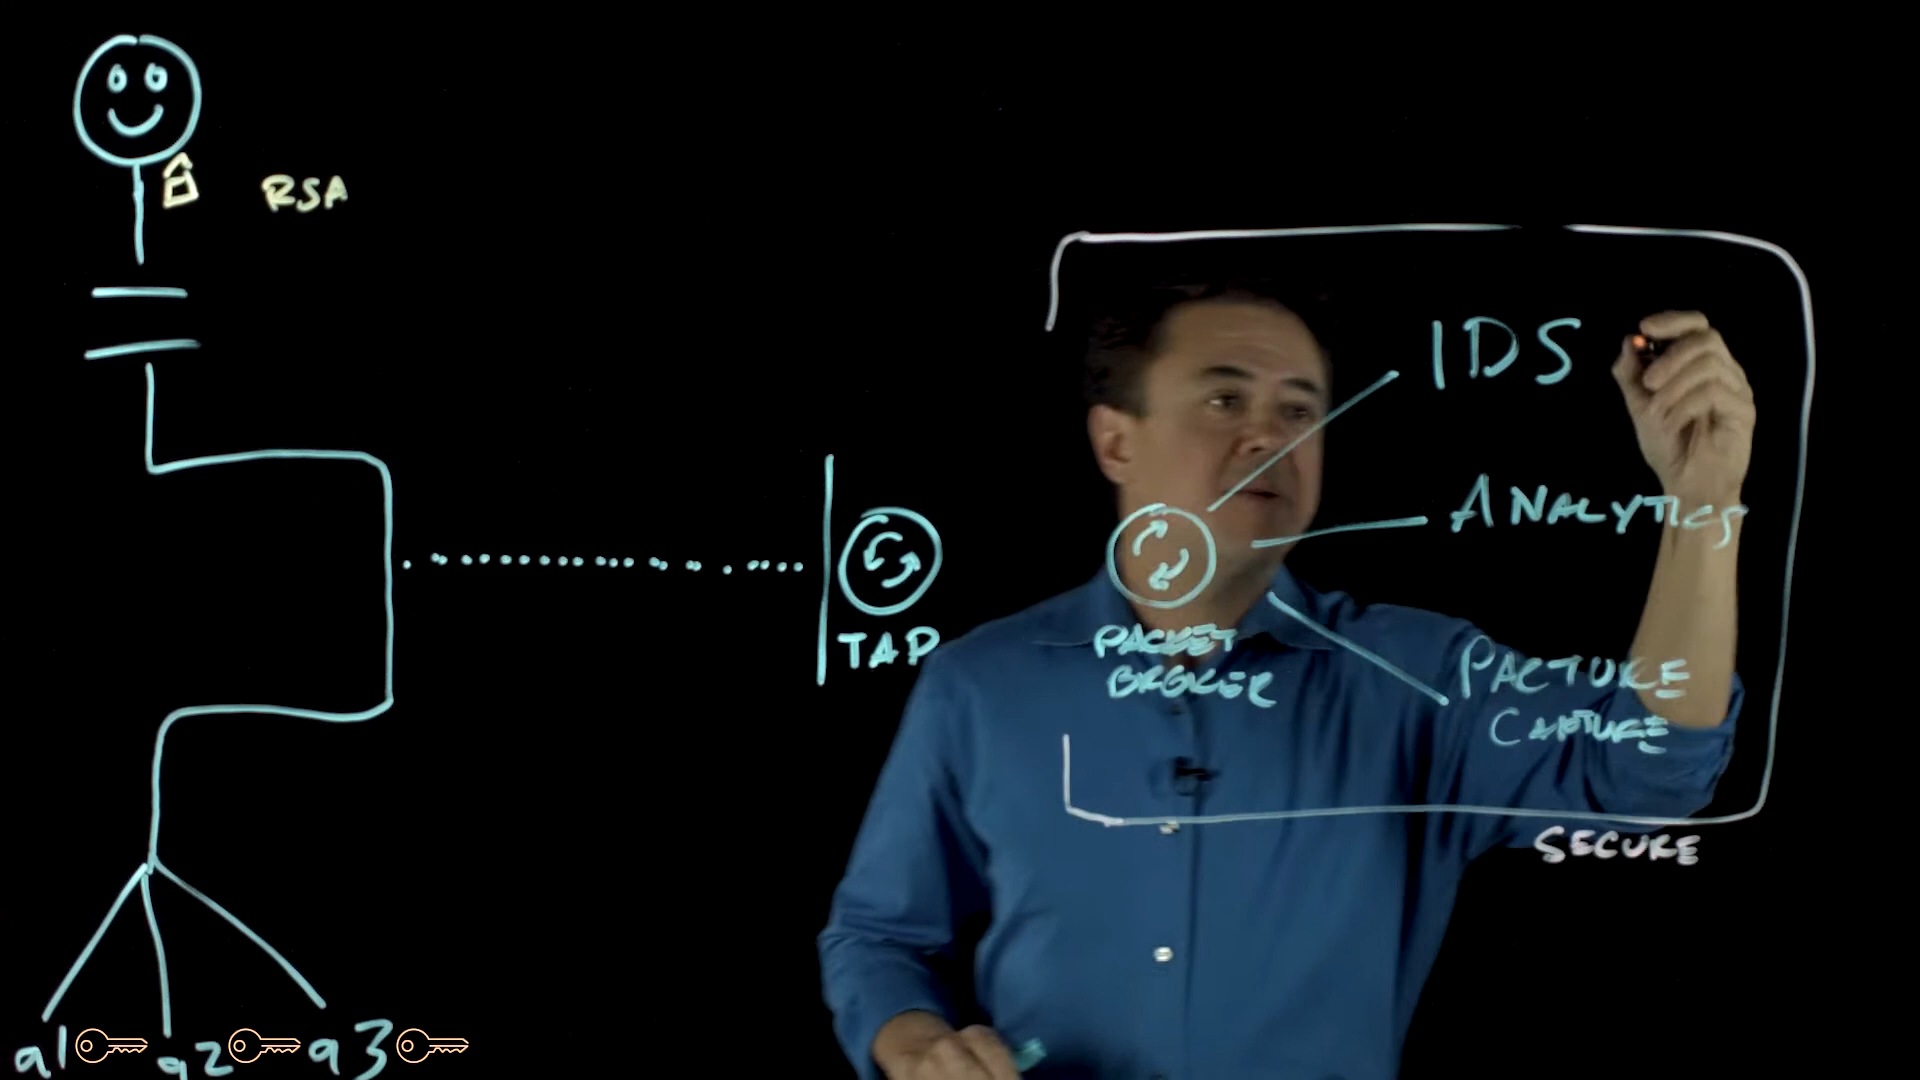 RSA
IDS
ANALYTICS
TAP
PACKET
BROKER
PACTURE
CAPTURE
SECURE
a1 a2 a3